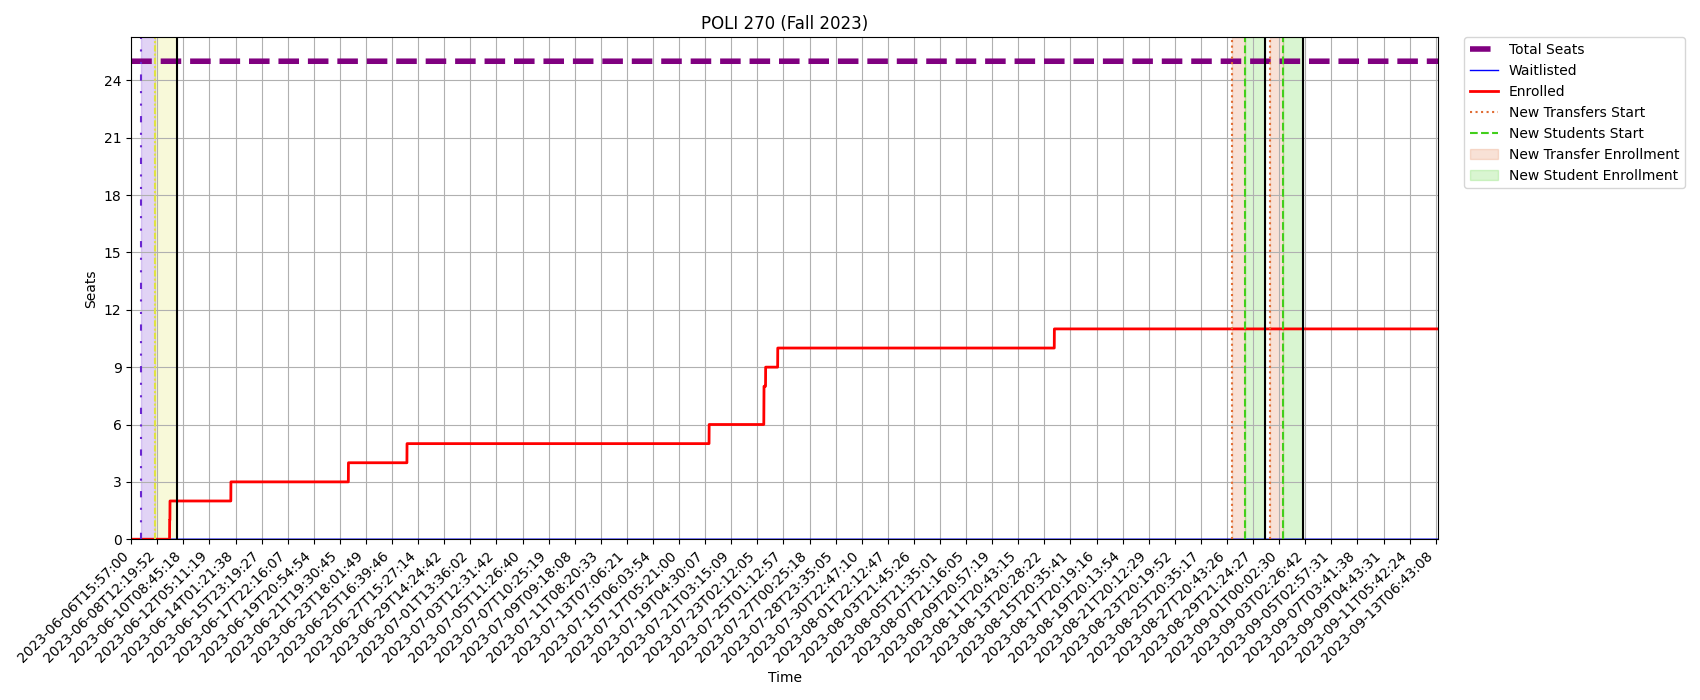 POLI 270 (Fall 2023)
Seats
24
21
18
15
12
9
6
3
0
2023-06-06T15:57:00
2023-06-08T12:19:52
2023-06-10T08:45:18
2023-06-12T05:11:19
2023-06-14T01:21:38
2023-06-15T23:19:27
2023-06-17T22:16:07
2023-06-19T20:54:54
2023-06-21T19:30:45
2023-06-23T18:01:49
2023-06-25T16:39:46
2023-06-27T15:27:14
2023-06-29T14:24:42
2023-07-01T13:36:02
2023-07-03T12:31:42
2023-07-05T11:26:40
2023-07-07T10:25:19
2023-07-09T09:18:08
2023-07-11T08:20:33
2023-07-13T07:06:21
2023-07-15T06:03:54
2023-07-17T05:21:00
2023-07-19T04:30:07
2023-07-21T03:15:09
2023-07-23T02:12:05
2023-07-25T01:12:57
2023-07-27T00:25:18
2023-07-28T23:35:05
2023-07-30T22:47:10
2023-08-01T22:12:47
2023-08-03T21:45:26
2023-08-05T21:35:01
2023-08-07T21:16:05
2023-08-09T20:57:19
2023-08-11T20:43:15
2023-08-13T20:28:22
2023-08-15T20:35:41
2023-08-17T20:19:16
2023-08-19T20:13:54
2023-08-21T20:12:29
2023-08-23T20:19:52
2023-08-25T20:35:17
2023-08-27T20:43:26
2023-08-29T21:24:27
2023-09-01T00:02:30
2023-09-03T02:26:42
2023-09-05T02:57:31
2023-09-07T03:41:38
2023-09-09T04:43:31
2023-09-11T05:42:24
2023-09-13T06:43:08
Time
Total Seats
Waitlisted
Enrolled
New Transfers Start
New Students Start
New Transfer Enrollment
New Student Enrollment